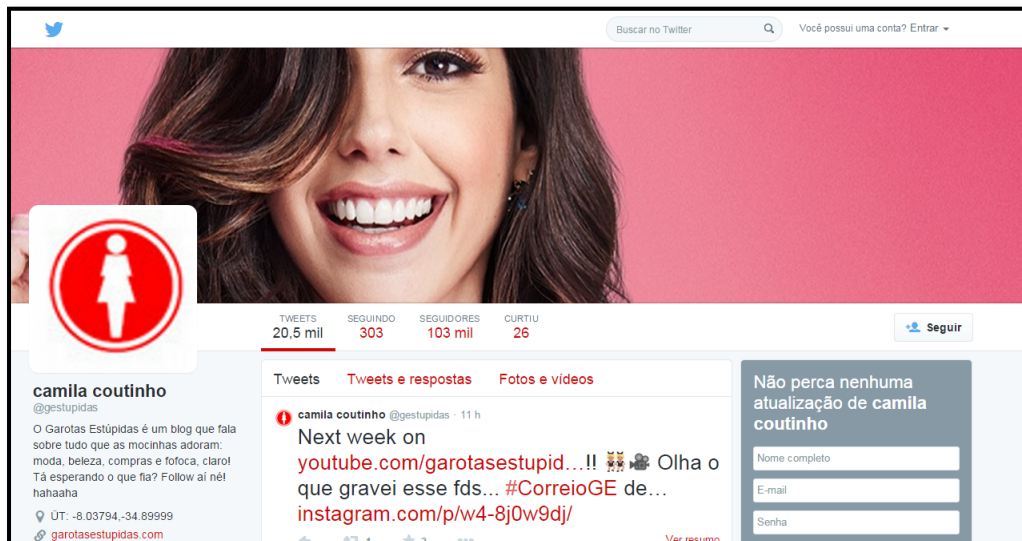 Buscar no Twitter
Você possui uma conta? Entrar
TWEETS
20,5 mil
SEGUINDO
303
SEGUIDORES
103 mil
CURTIU
26
Seguir
camila coutinho
@gestupidas
O Garotas Estúpidas é um blog que fala
sobre tudo que as mocinhas adoram:
moda, beleza, compras e fofoca, claro!
Tá esperando o que fia? Follow aí né!
hahaaha
ÜT: -8.03794,-34.89999
garotasestupidas.com
Tweets Tweets e respostas Fotos e vídeos
camila coutinho @gestupidas · 11 h
Next week on
youtube.com/garotasestupid...!! Olha o
que gravei esse fds... #CorreioGE de...
instagram.com/p/w4-8j0w9dj/
Ver resumo
Não perca nenhuma
atualização de camila
coutinho
Nome completo
E-mail
Senha